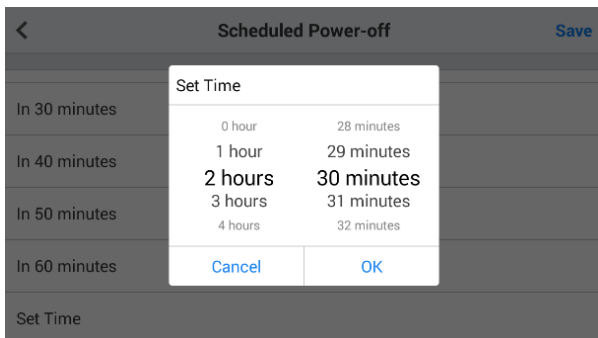 Scheduled Power-off Save
Set Time
In 30 minutes
0 hour 28 minutes
1 hour 29 minutes
In 40 minutes
2 hours 30 minutes
3 hours 31 minutes
In 50 minutes
4 hours 32 minutes
In 60 minutes
Cancel OK
Set Time